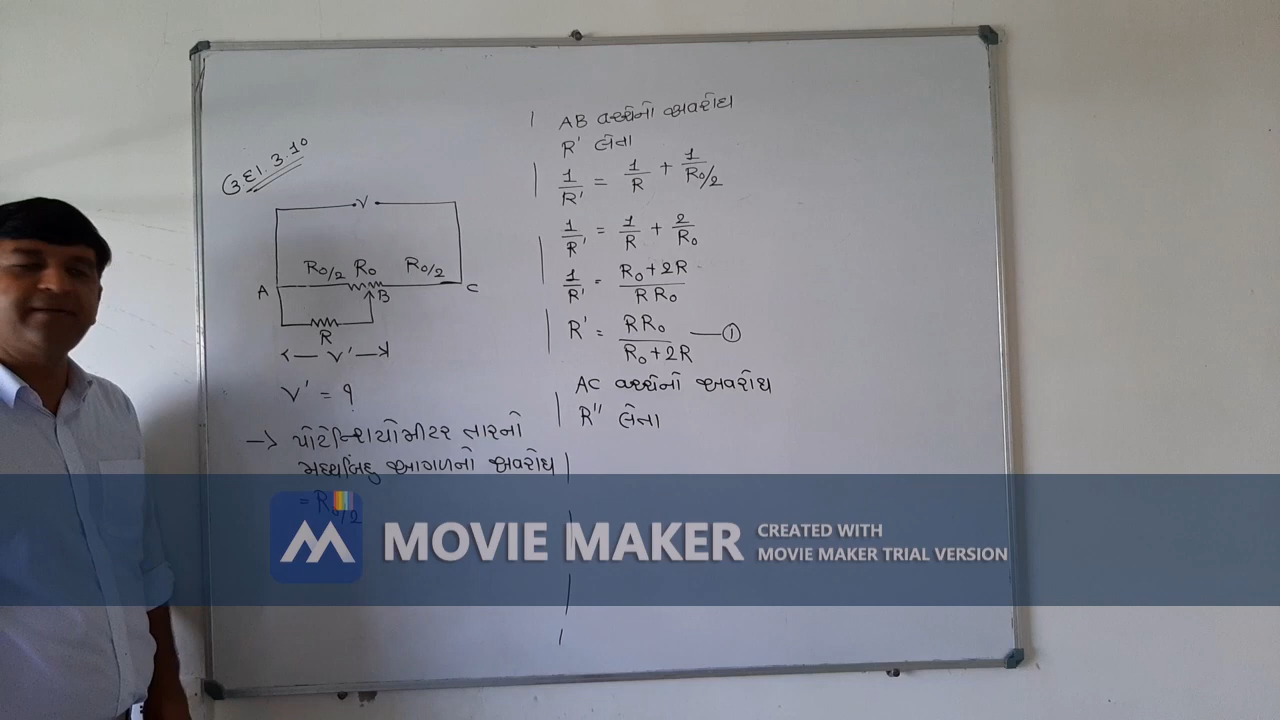 ઉદા. 3.10
V
R₀/2 R₀ R₀/2
A B C
R
V'
V' = ?
→ પોટેન્શિયોમીટર તારનો
મધ્યબિંદુ આગળનો અવરોધ
= R₀/2
AB વચ્ચેનો અવરોધ
R' લેતા
1/R' = 1/R + 1/R₀/2
1/R' = 1/R + 2/R₀
1/R' = R₀+2R/RR₀
R' = RR₀/R₀+2R —①
AC વચ્ચેનો અવરોધ
R" લેતા
MOVIE MAKER
CREATED WITH
MOVIE MAKER TRIAL VERSION